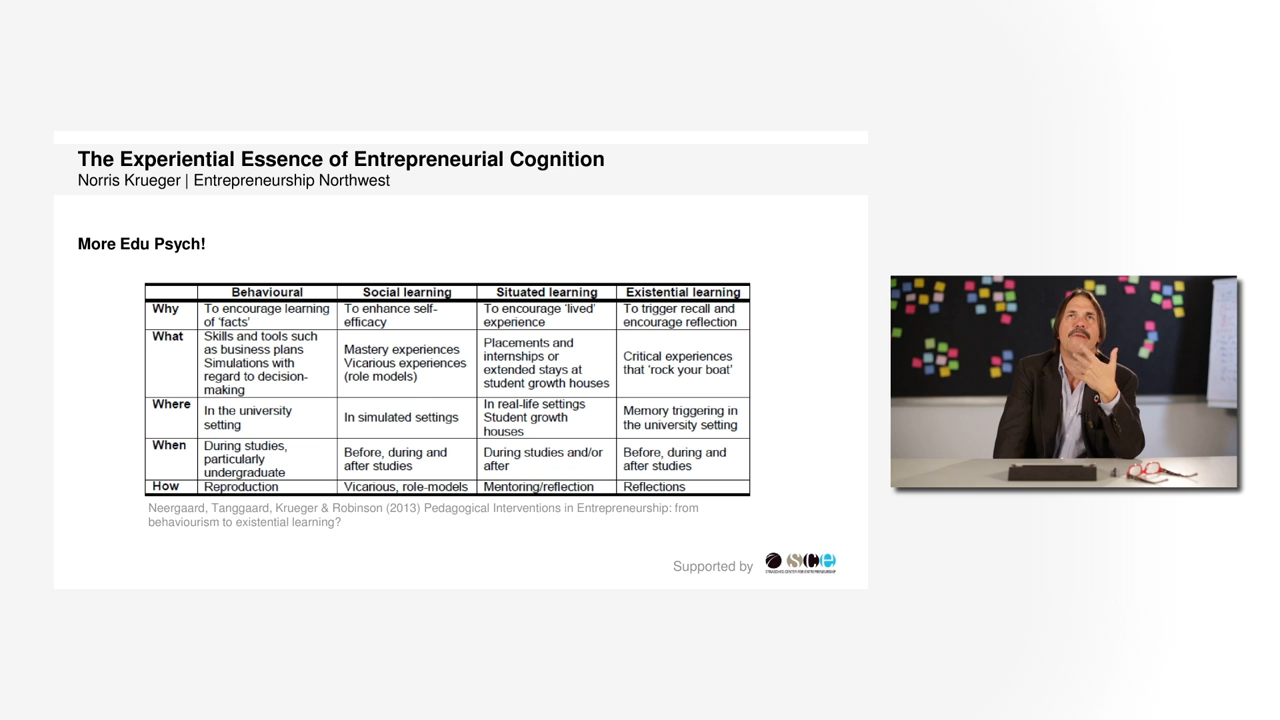 The Experiential Essence of Entrepreneurial Cognition
Norris Krueger | Entrepreneurship Northwest
More Edu Psych!
Behavioural Social learning Situated learning Existential learning
Why To encourage learning of 'facts' To enhance self-efficacy To encourage 'lived' experience To trigger recall and encourage reflection
What Skills and tools such as business plans Simulations with regard to decision-making Mastery experiences Vicarious experiences (role models) Placements and internships or extended stays at student growth houses Critical experiences that 'rock your boat'
Where In the university setting In simulated settings In real-life settings Student growth houses Memory triggering in the university setting
When During studies, particularly undergraduate Before, during and after studies During studies and/or after Before, during and after studies
How Reproduction Vicarious, role-models Mentoring/reflection Reflections
Neergaard, Tanggaard, Krueger & Robinson (2013) Pedagogical Interventions in Entrepreneurship: from
behaviourism to existential learning?
Supported by sce
STRASCHEG CENTER FOR ENTREPRENEURSHIP